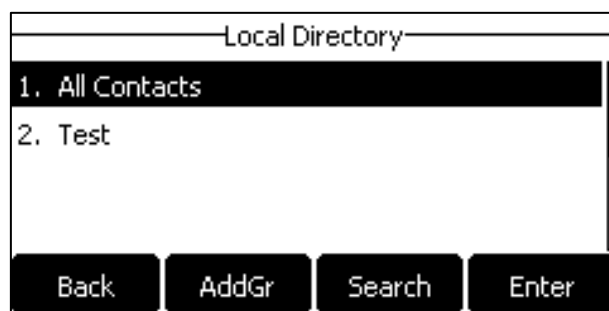 Local Directory
1. All Contacts
2. Test
Back AddGr Search Enter